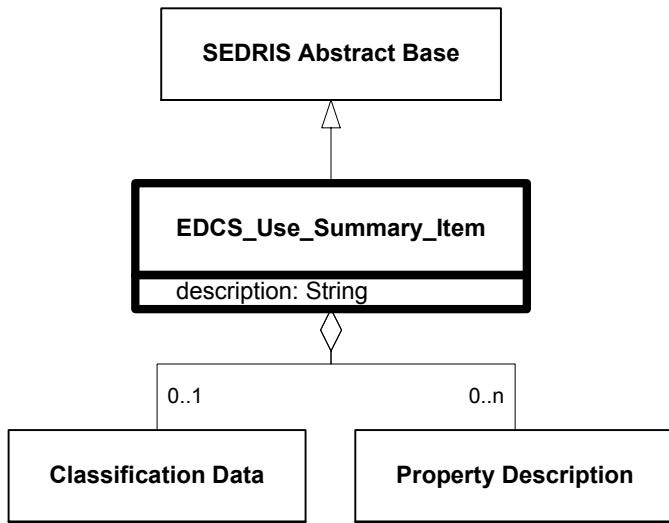 SEDRIS Abstract Base
EDCS_Use_Summary_Item
description: String
0..1
0..n
Classification Data
Property Description